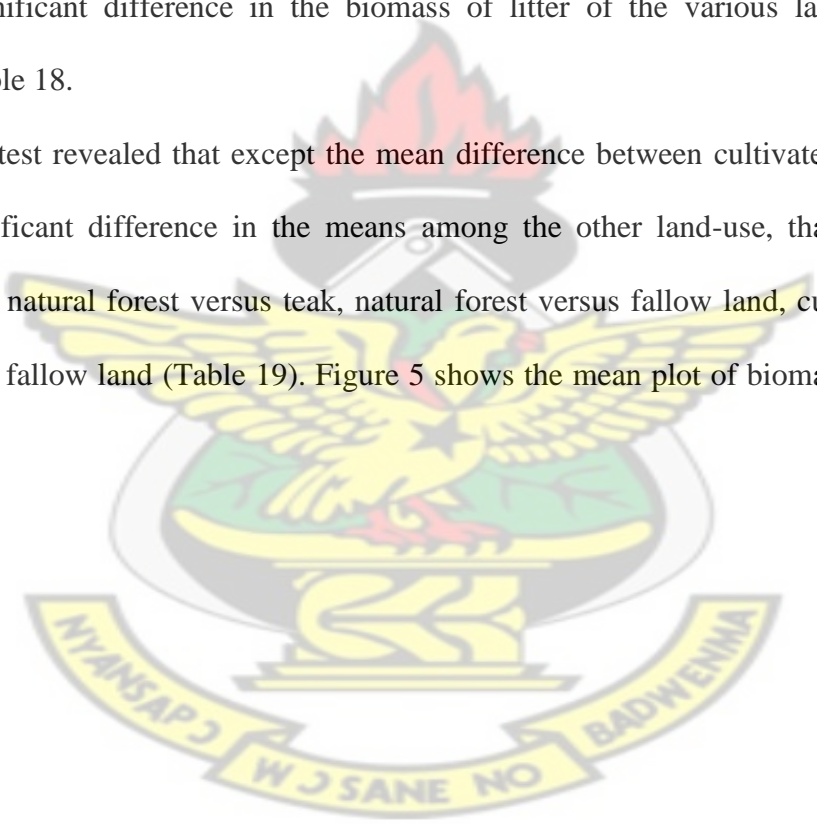 nificant difference in the biomass of litter of the various la
le 18.
test revealed that except the mean difference between cultivate
ficant difference in the means among the other land-use, tha
natural forest versus teak, natural forest versus fallow land, cu
fallow land (Table 19). Figure 5 shows the mean plot of bioma
NYANSAPƆ WƆ SANE NO BADWENMA